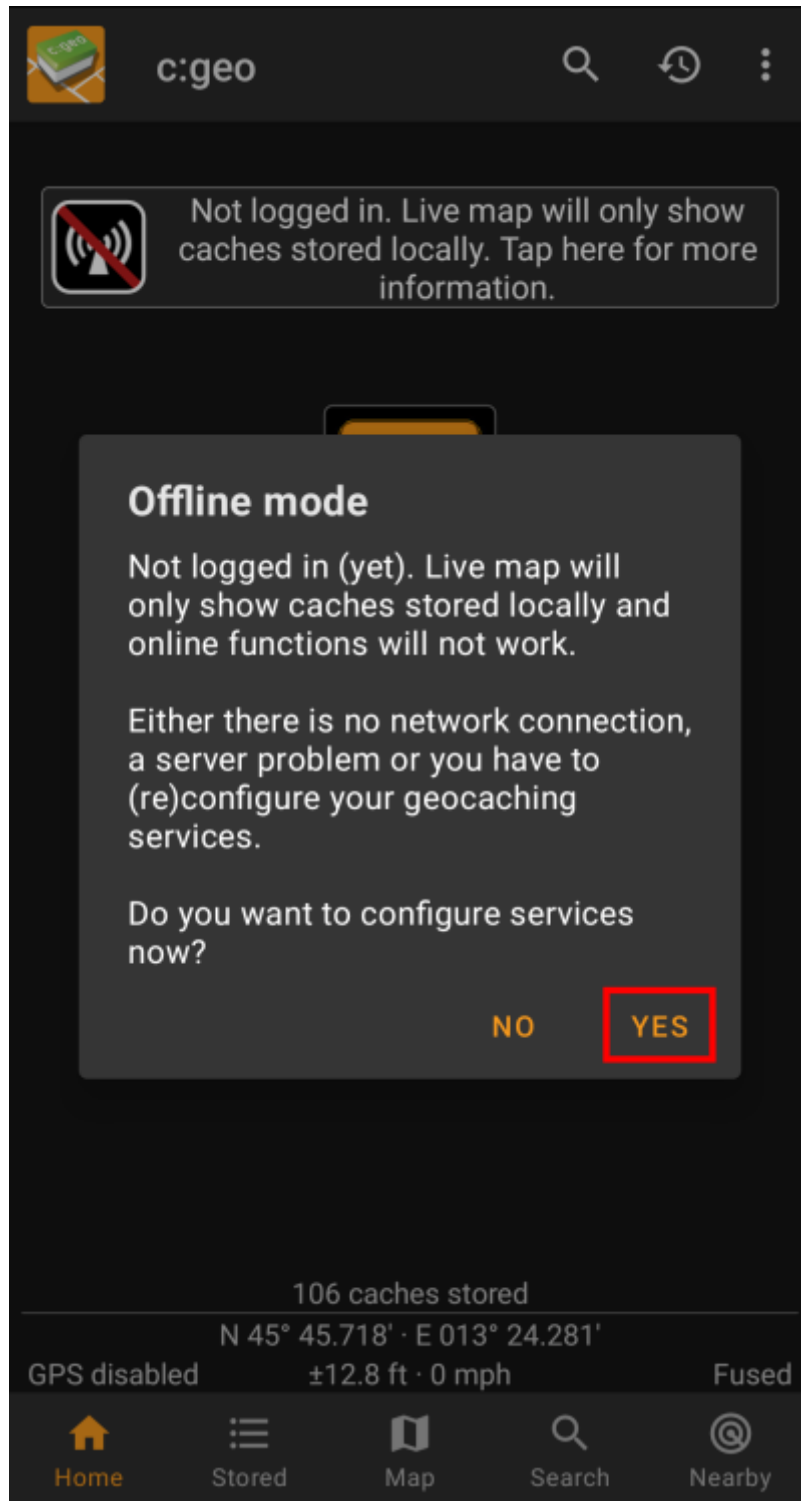 c:geo
c:geo
Not logged in. Live map will only show
caches stored locally. Tap here for more
information.
Offline mode
Not logged in (yet). Live map will
only show caches stored locally and
online functions will not work.
Either there is no network connection,
a server problem or you have to
(re)configure your geocaching
services.
Do you want to configure services
now?
NO
YES
106 caches stored
N 45° 45.718' · E 013° 24.281'
GPS disabled
±12.8 ft · 0 mph
Fused
Home
Stored
Map
Search
Nearby